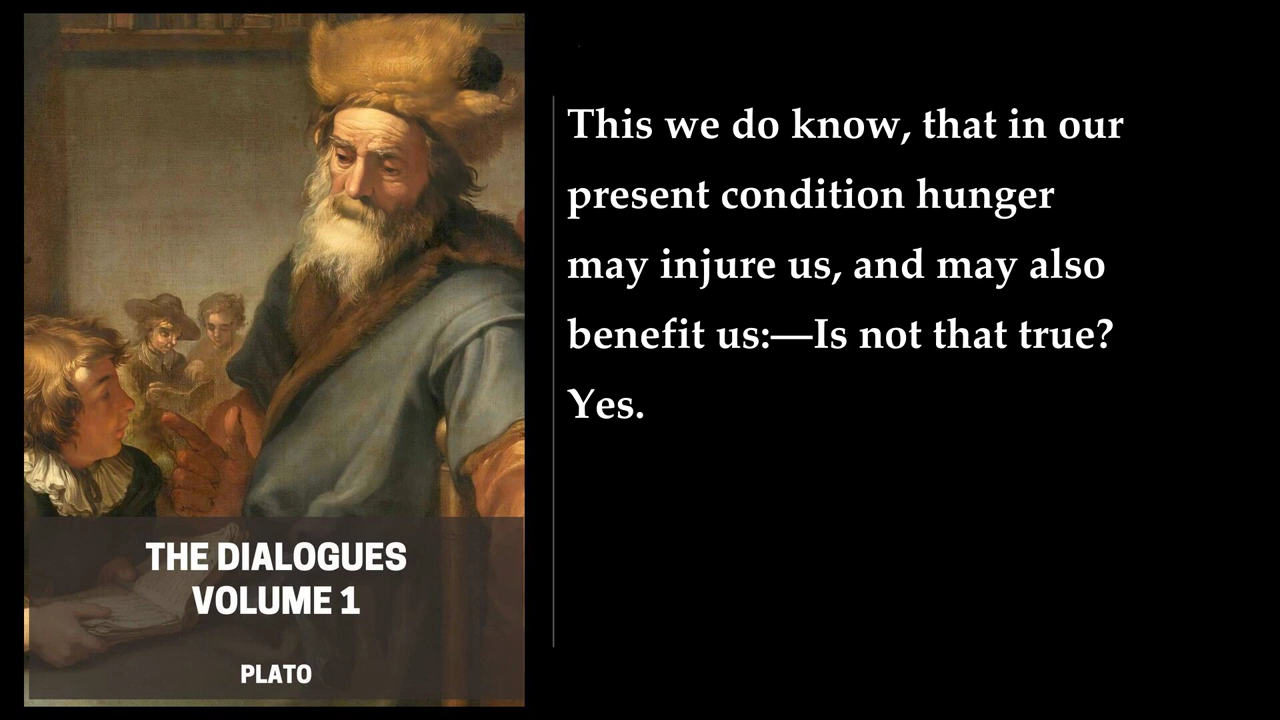 THE DIALOGUES
VOLUME 1
PLATO
This we do know, that in our
present condition hunger
may injure us, and may also
benefit us:—Is not that true?
Yes.